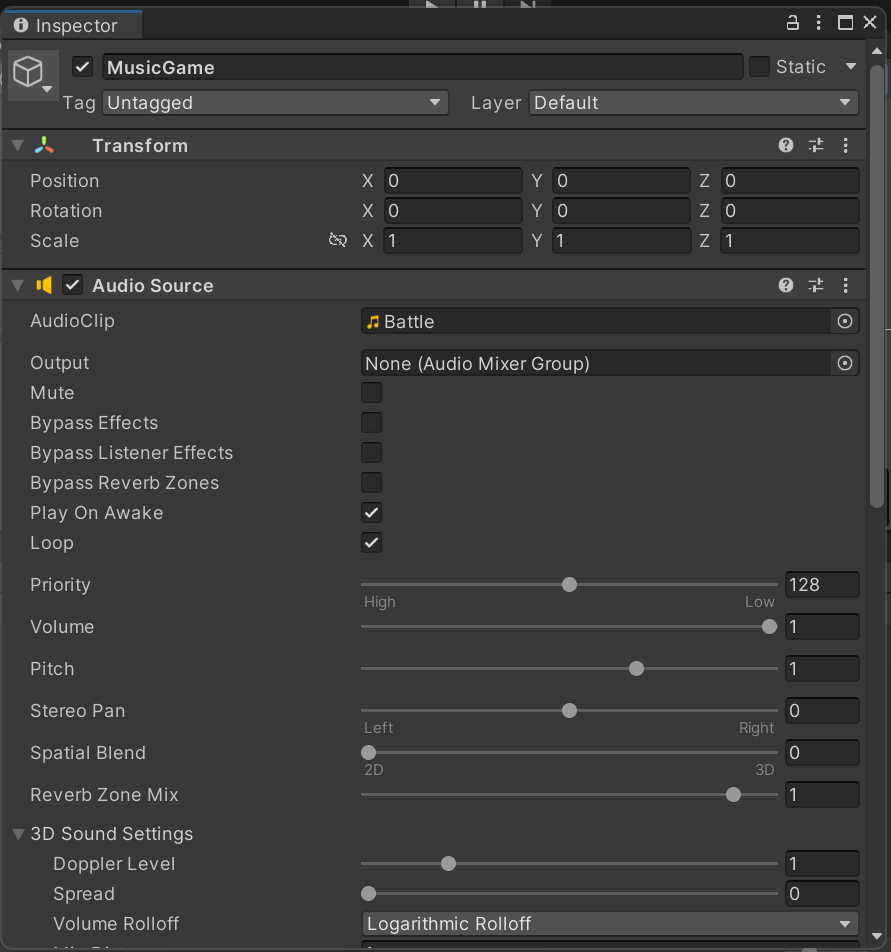 Inspector
MusicGame Static
Tag Untagged Layer Default
Transform
Position X 0 Y 0 Z 0
Rotation X 0 Y 0 Z 0
Scale X 1 Y 1 Z 1
Audio Source
AudioClip Battle
Output None (Audio Mixer Group)
Mute
Bypass Effects
Bypass Listener Effects
Bypass Reverb Zones
Play On Awake
Loop
Priority 128
High Low
Volume 1
Pitch 1
Stereo Pan 0
Left Right
Spatial Blend 0
2D 3D
Reverb Zone Mix 1
3D Sound Settings
Doppler Level 1
Spread 0
Volume Rolloff Logarithmic Rolloff